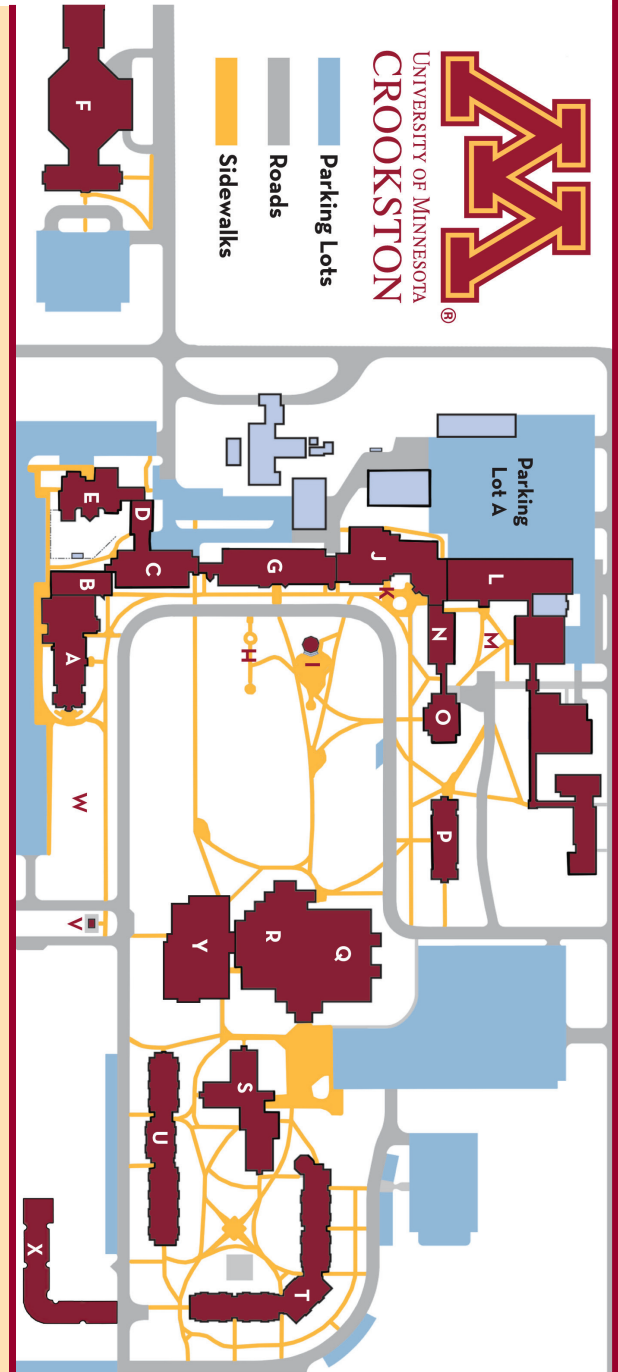 M®
UNIVERSITY OF MINNESOTA
CROOKSTON
Parking Lots
Roads
Sidewalks
Parking
Lot A
F
E
D
B
C
A
G
J
K
L
N
M
O
P
H
I
W
V
Y
R
Q
S
U
T
X